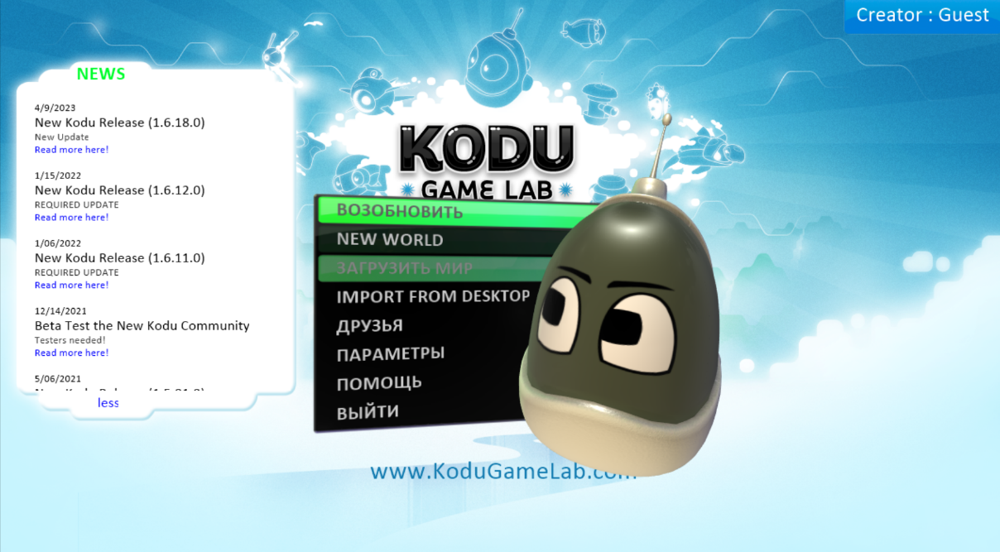 Creator : Guest
NEWS
4/9/2023
New Kodu Release (1.6.18.0)
New Update
Read more here!
1/15/2022
New Kodu Release (1.6.12.0)
REQUIRED UPDATE
Read more here!
1/06/2022
New Kodu Release (1.6.11.0)
REQUIRED UPDATE
Read more here!
12/14/2021
Beta Test the New Kodu Community
Testers needed!
Read more here!
5/06/2021
New Kodu Release
less
KODU
GAME LAB
ВОЗОБНОВИТЬ
NEW WORLD
ЗАГРУЗИТЬ МИР
IMPORT FROM DESKTOP
ДРУЗЬЯ
ПАРАМЕТРЫ
ПОМОЩЬ
ВЫЙТИ
www.KoduGameLab.com